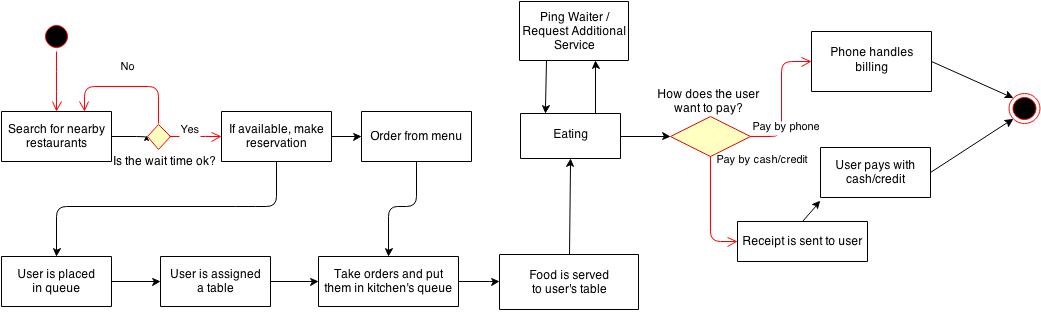 No
Search for nearby
restaurants
Yes
Is the wait time ok?
If available, make
reservation
Order from menu
User is placed
in queue
User is assigned
a table
Take orders and put
them in kitchen's queue
Food is served
to user's table
Ping Waiter /
Request Additional
Service
Eating
How does the user
want to pay?
Pay by phone
Pay by cash/credit
Phone handles
billing
User pays with
cash/credit
Receipt is sent to user